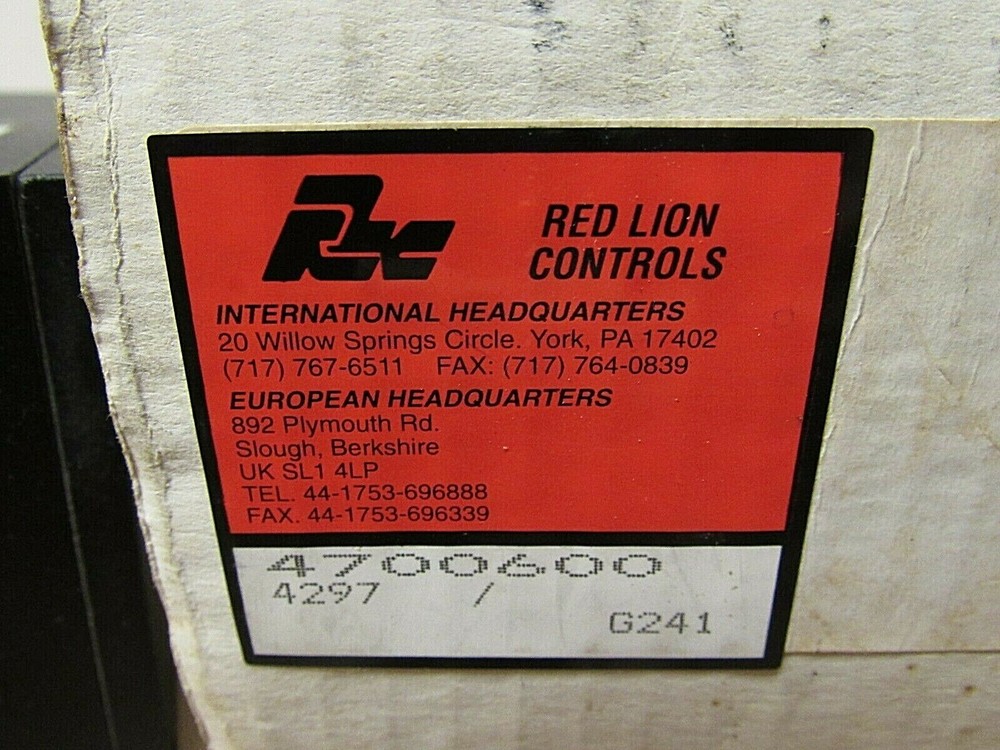 RLC RED LION
CONTROLS
INTERNATIONAL HEADQUARTERS
20 Willow Springs Circle. York, PA 17402
(717) 767-6511 FAX: (717) 764-0839
EUROPEAN HEADQUARTERS
892 Plymouth Rd.
Slough, Berkshire
UK SL1 4LP
TEL. 44-1753-696888
FAX. 44-1753-696339
4700600
4297 /
G241